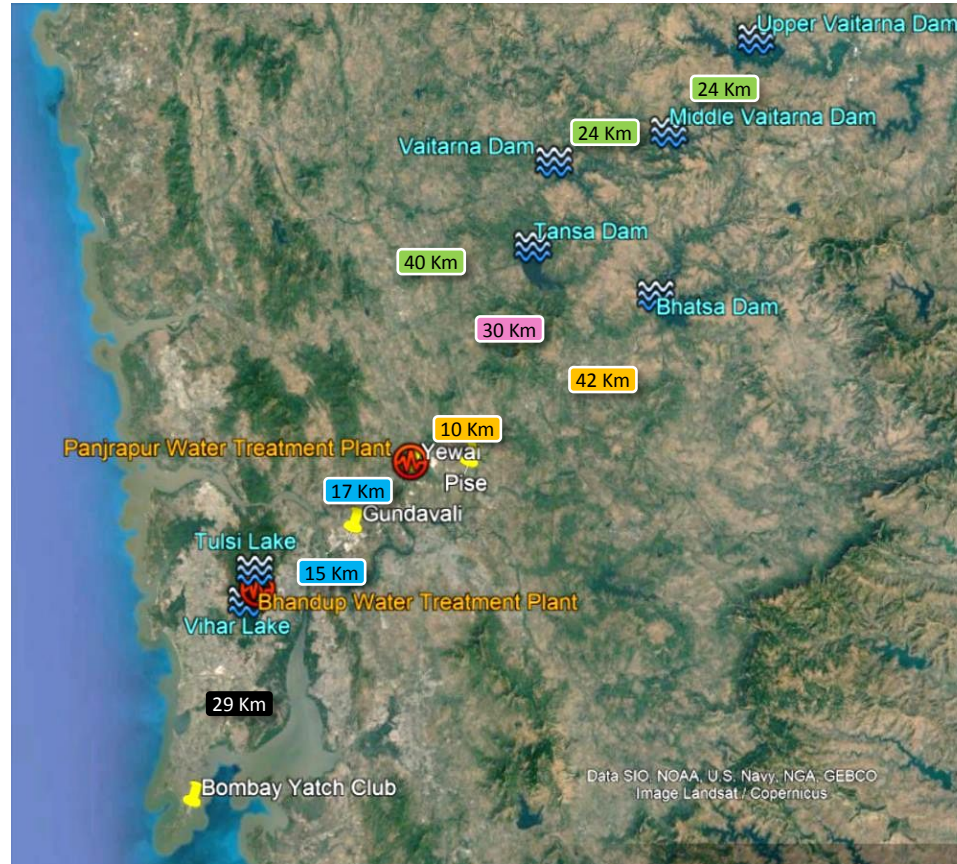 Upper Vaitarna Dam
24 Km
Middle Vaitarna Dam
24 Km
Vaitarna Dam
Tansa Dam
40 Km
Bhatsa Dam
30 Km
42 Km
10 Km
Panjrapur Water Treatment Plant
Yewai
Pise
17 Km
Gundavali
Tulsi Lake
15 Km
Bhandup Water Treatment Plant
Vihar Lake
29 Km
Data SIO, NOAA, U.S. Navy, NGA, GEBCO
Image Landsat / Copernicus
Bombay Yatch Club